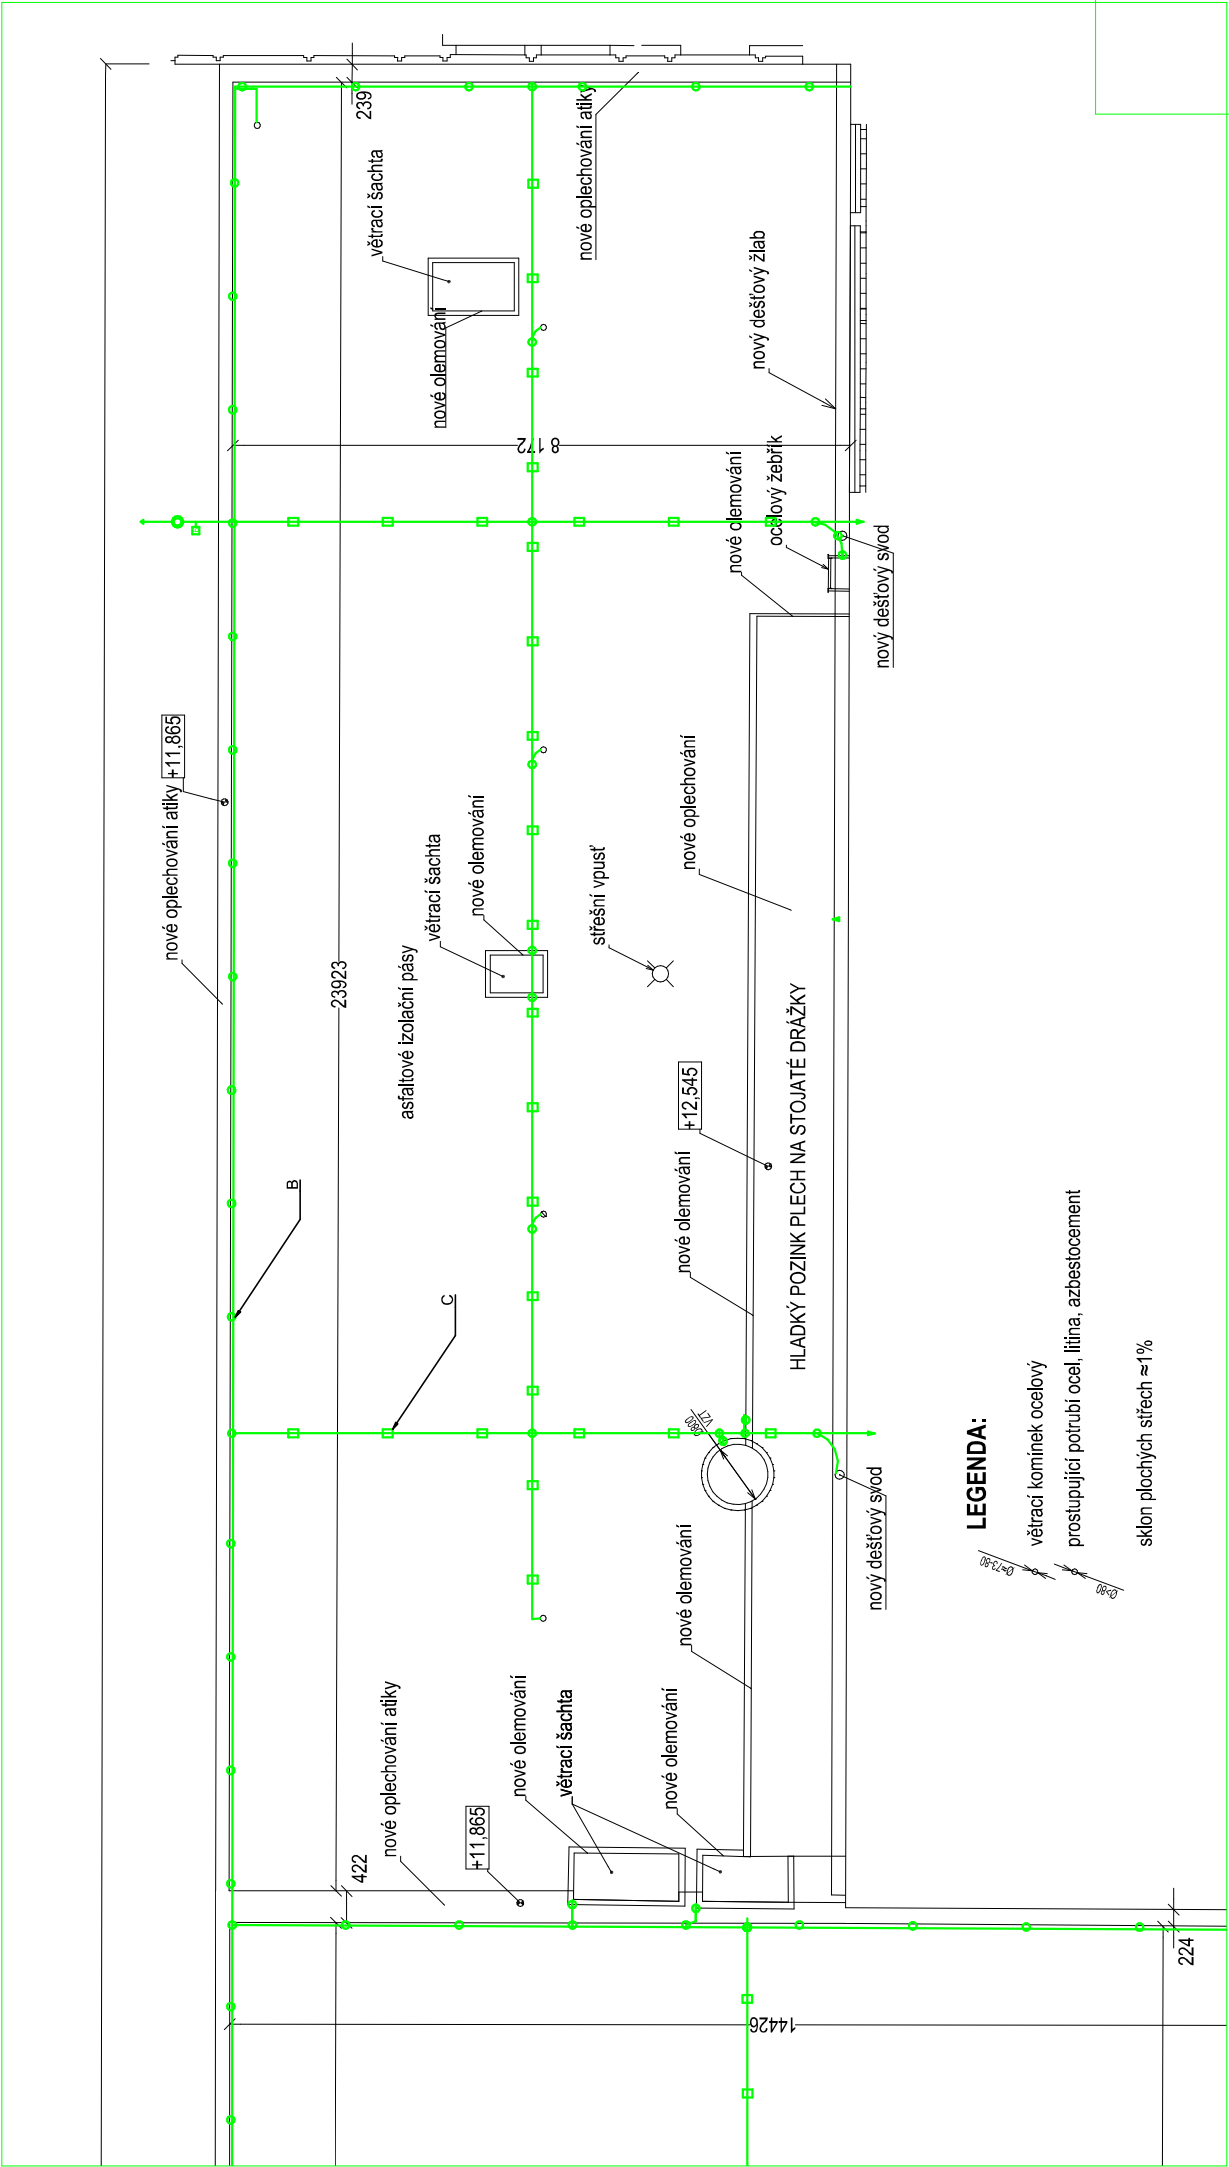 239
větrací šachta
nové oplechování atiky
nové olemování
nový dešťový žlab
8 172
nové olemování
ocelový žebřík
nový dešťový svod
+11,865
nové oplechování atiky
nové oplechování
nové olemování
větrací šachta
střešní vpusť
23923
asfaltové izolační pásy
+12,545
HLADKÝ POZINK PLECH NA STOJATÉ DRÁŽKY
nové olemování
B
C
VZT
nový dešťový svod
nové olemování
nové oplechování atiky
nové olemování
větrací šachta
nové olemování
+11,865
422
224
14426
LEGENDA:
Ø≈73-80
větrací komínek ocelový
Ø>80
prostupující potrubí ocel, litina, azbestocement
sklon plochých střech ≈1%